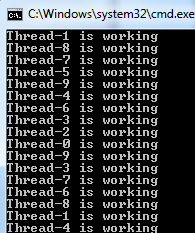 C:\Windows\system32\cmd.exe
Thread-1 is working
Thread-8 is working
Thread-7 is working
Thread-5 is working
Thread-9 is working
Thread-4 is working
Thread-6 is working
Thread-3 is working
Thread-2 is working
Thread-0 is working
Thread-9 is working
Thread-3 is working
Thread-7 is working
Thread-6 is working
Thread-8 is working
Thread-1 is working
Thread-4 is working